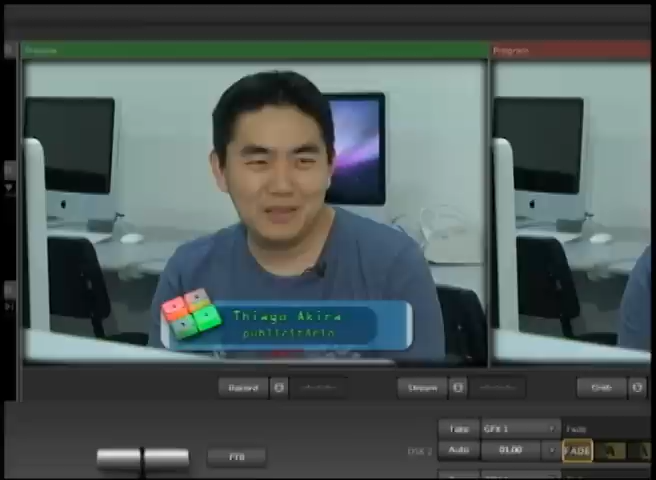 Preview
Program
Thiago Akira
publicitário
Record
Stream
Grab
FTB
DSK 2
Take
GFX 1
Fade
Auto
01.00
FADE